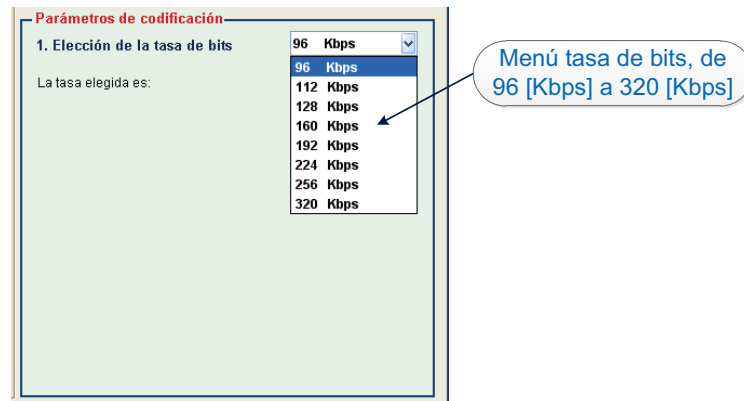 Parámetros de codificación
1. Elección de la tasa de bits
96 Kbps
La tasa elegida es:
96 Kbps
112 Kbps
128 Kbps
160 Kbps
192 Kbps
224 Kbps
256 Kbps
320 Kbps
Menú tasa de bits, de
96 [Kbps] a 320 [Kbps]